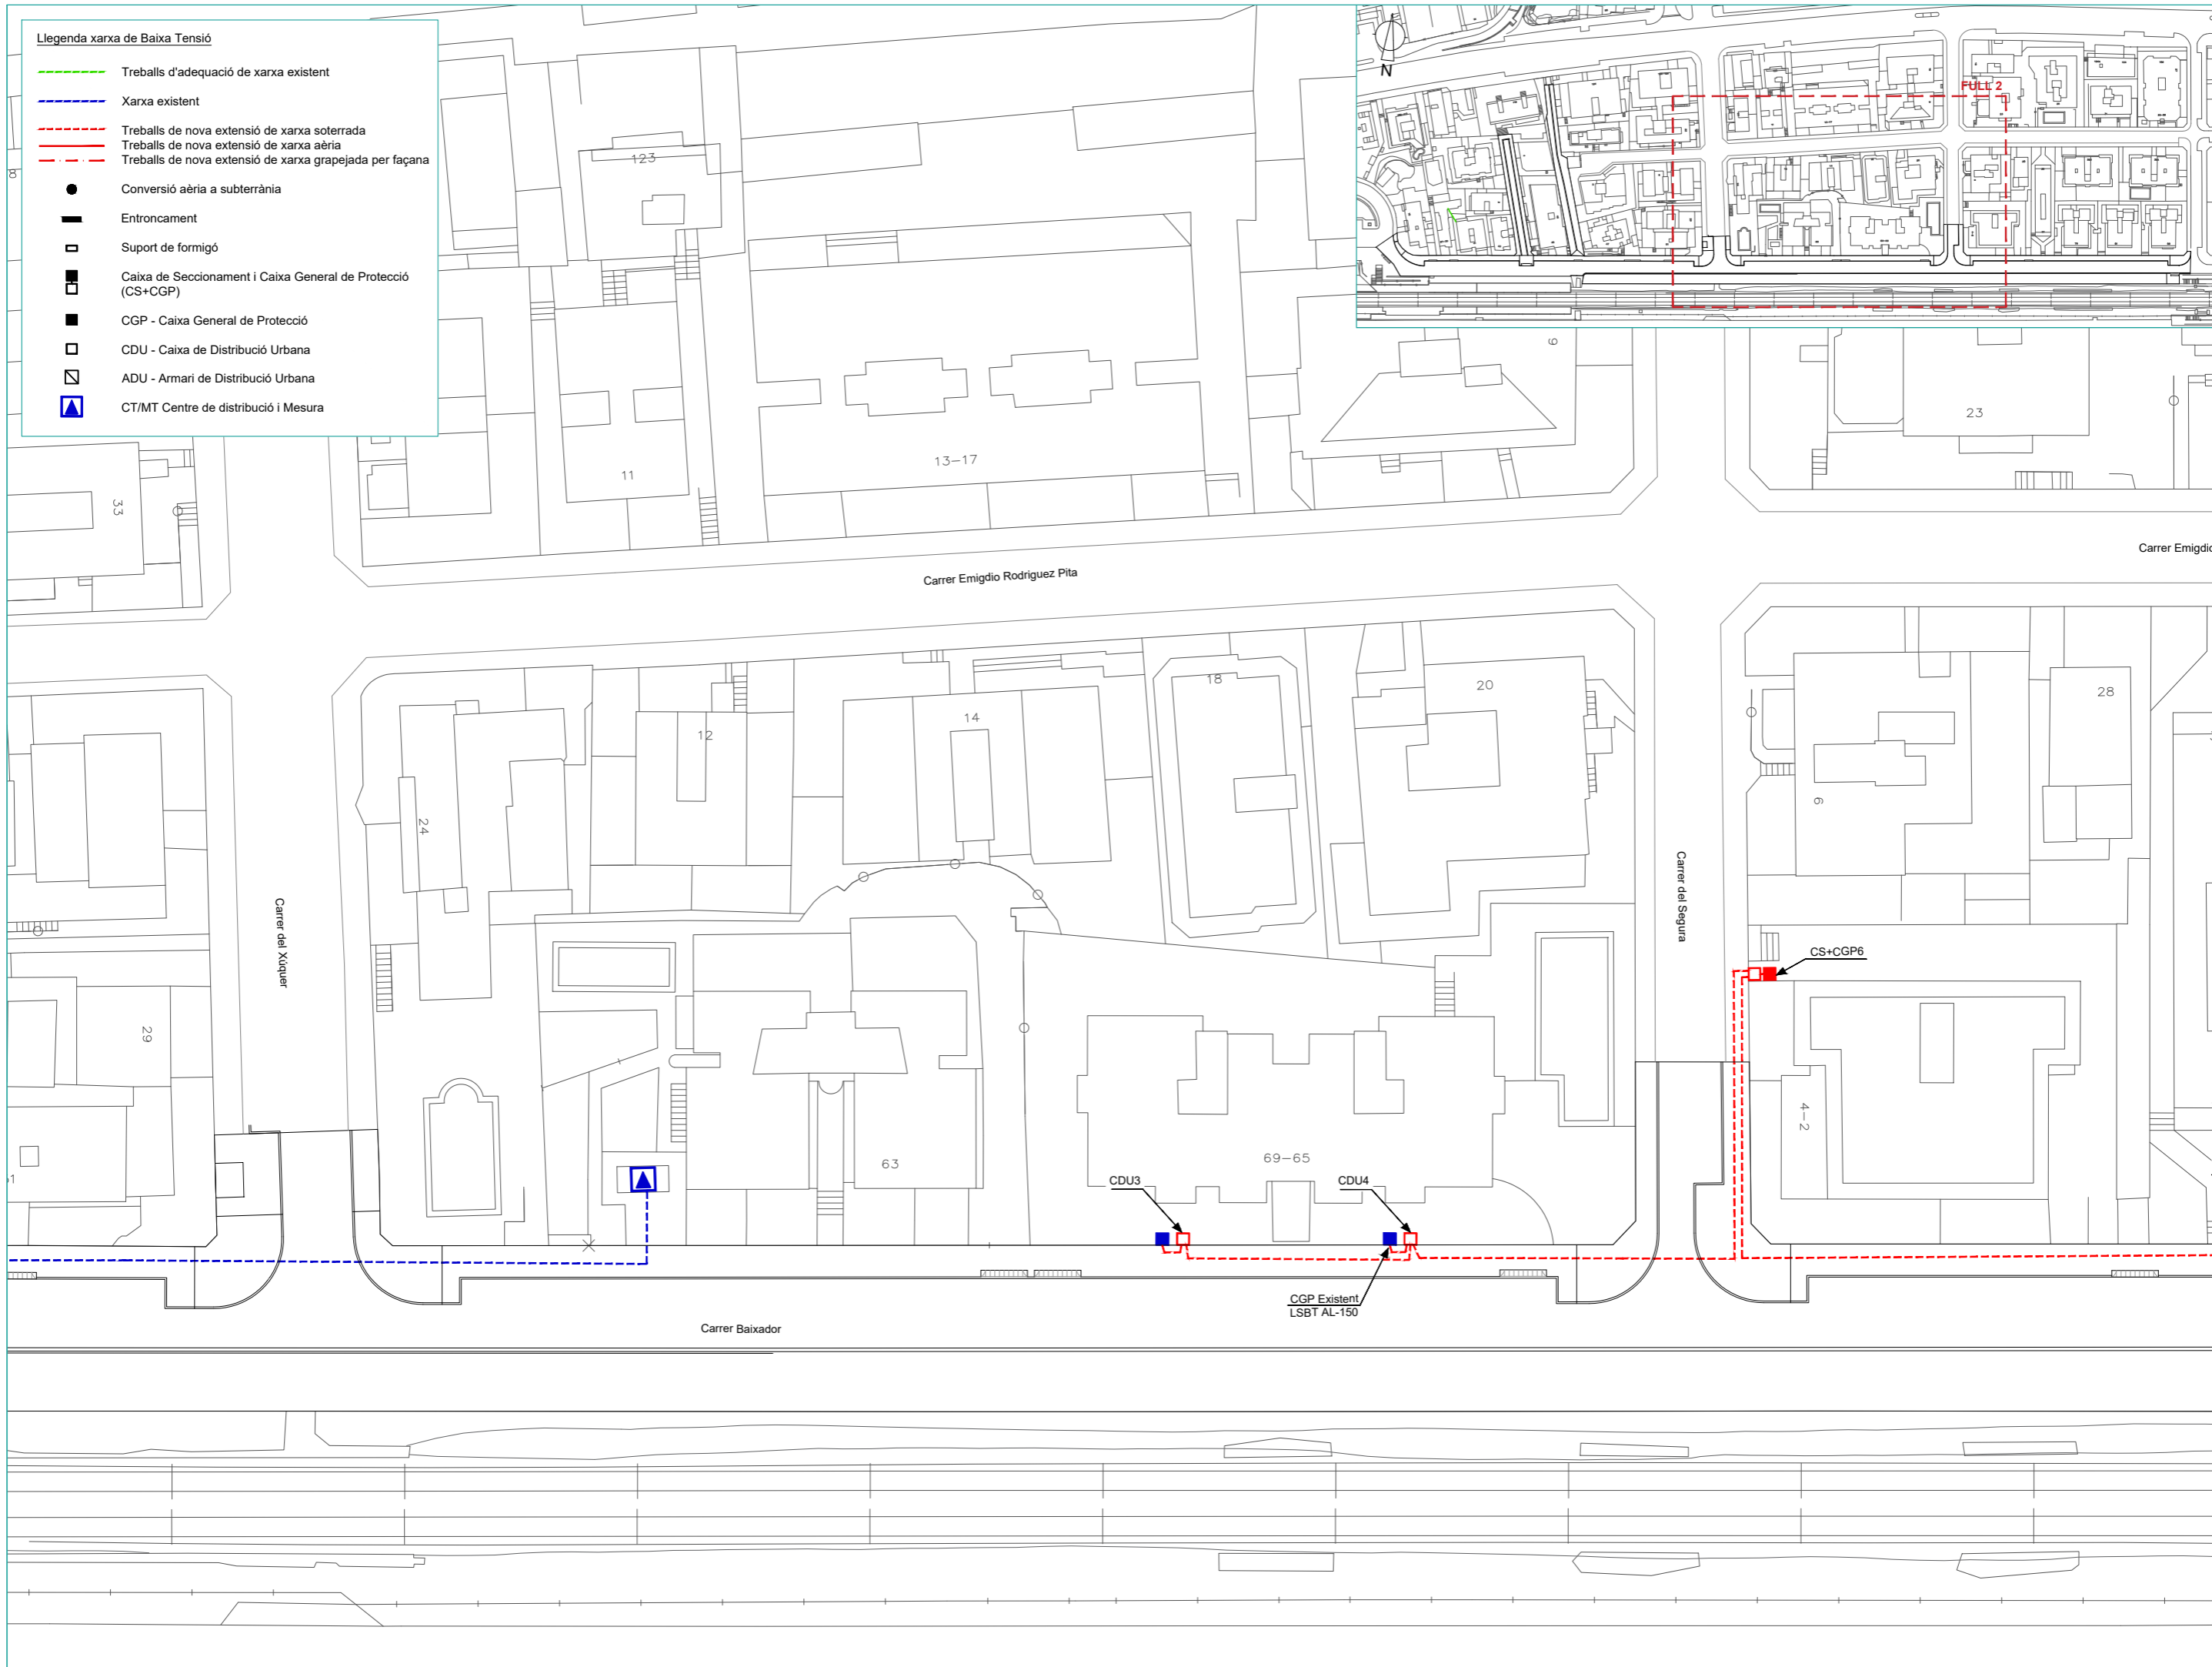 Llegenda xarxa de Baixa Tensió
Treballs d'adequació de xarxa existent
Xarxa existent
Treballs de nova extensió de xarxa soterrada
Treballs de nova extensió de xarxa aèria
Treballs de nova extensió de xarxa grapejada per façana
Conversió aèria a subterrània
Entroncament
Suport de formigó
Caixa de Seccionament i Caixa General de Protecció
(CS+CGP)
CGP - Caixa General de Protecció
CDU - Caixa de Distribució Urbana
ADU - Armari de Distribució Urbana
CT/MT Centre de distribució i Mesura
N
FULL 2
123
11
13-17
9
23
33
Carrer Emigdio Rodriguez Pita
Carrer Emigdio
24
12
14
18
20
6
28
Carrer del Xúquer
Carrer del Segura
CS+CGP6
29
4-2
63
69-65
CDU3
CDU4
CGP Existent
LSBT AL-150
Carrer Baixador